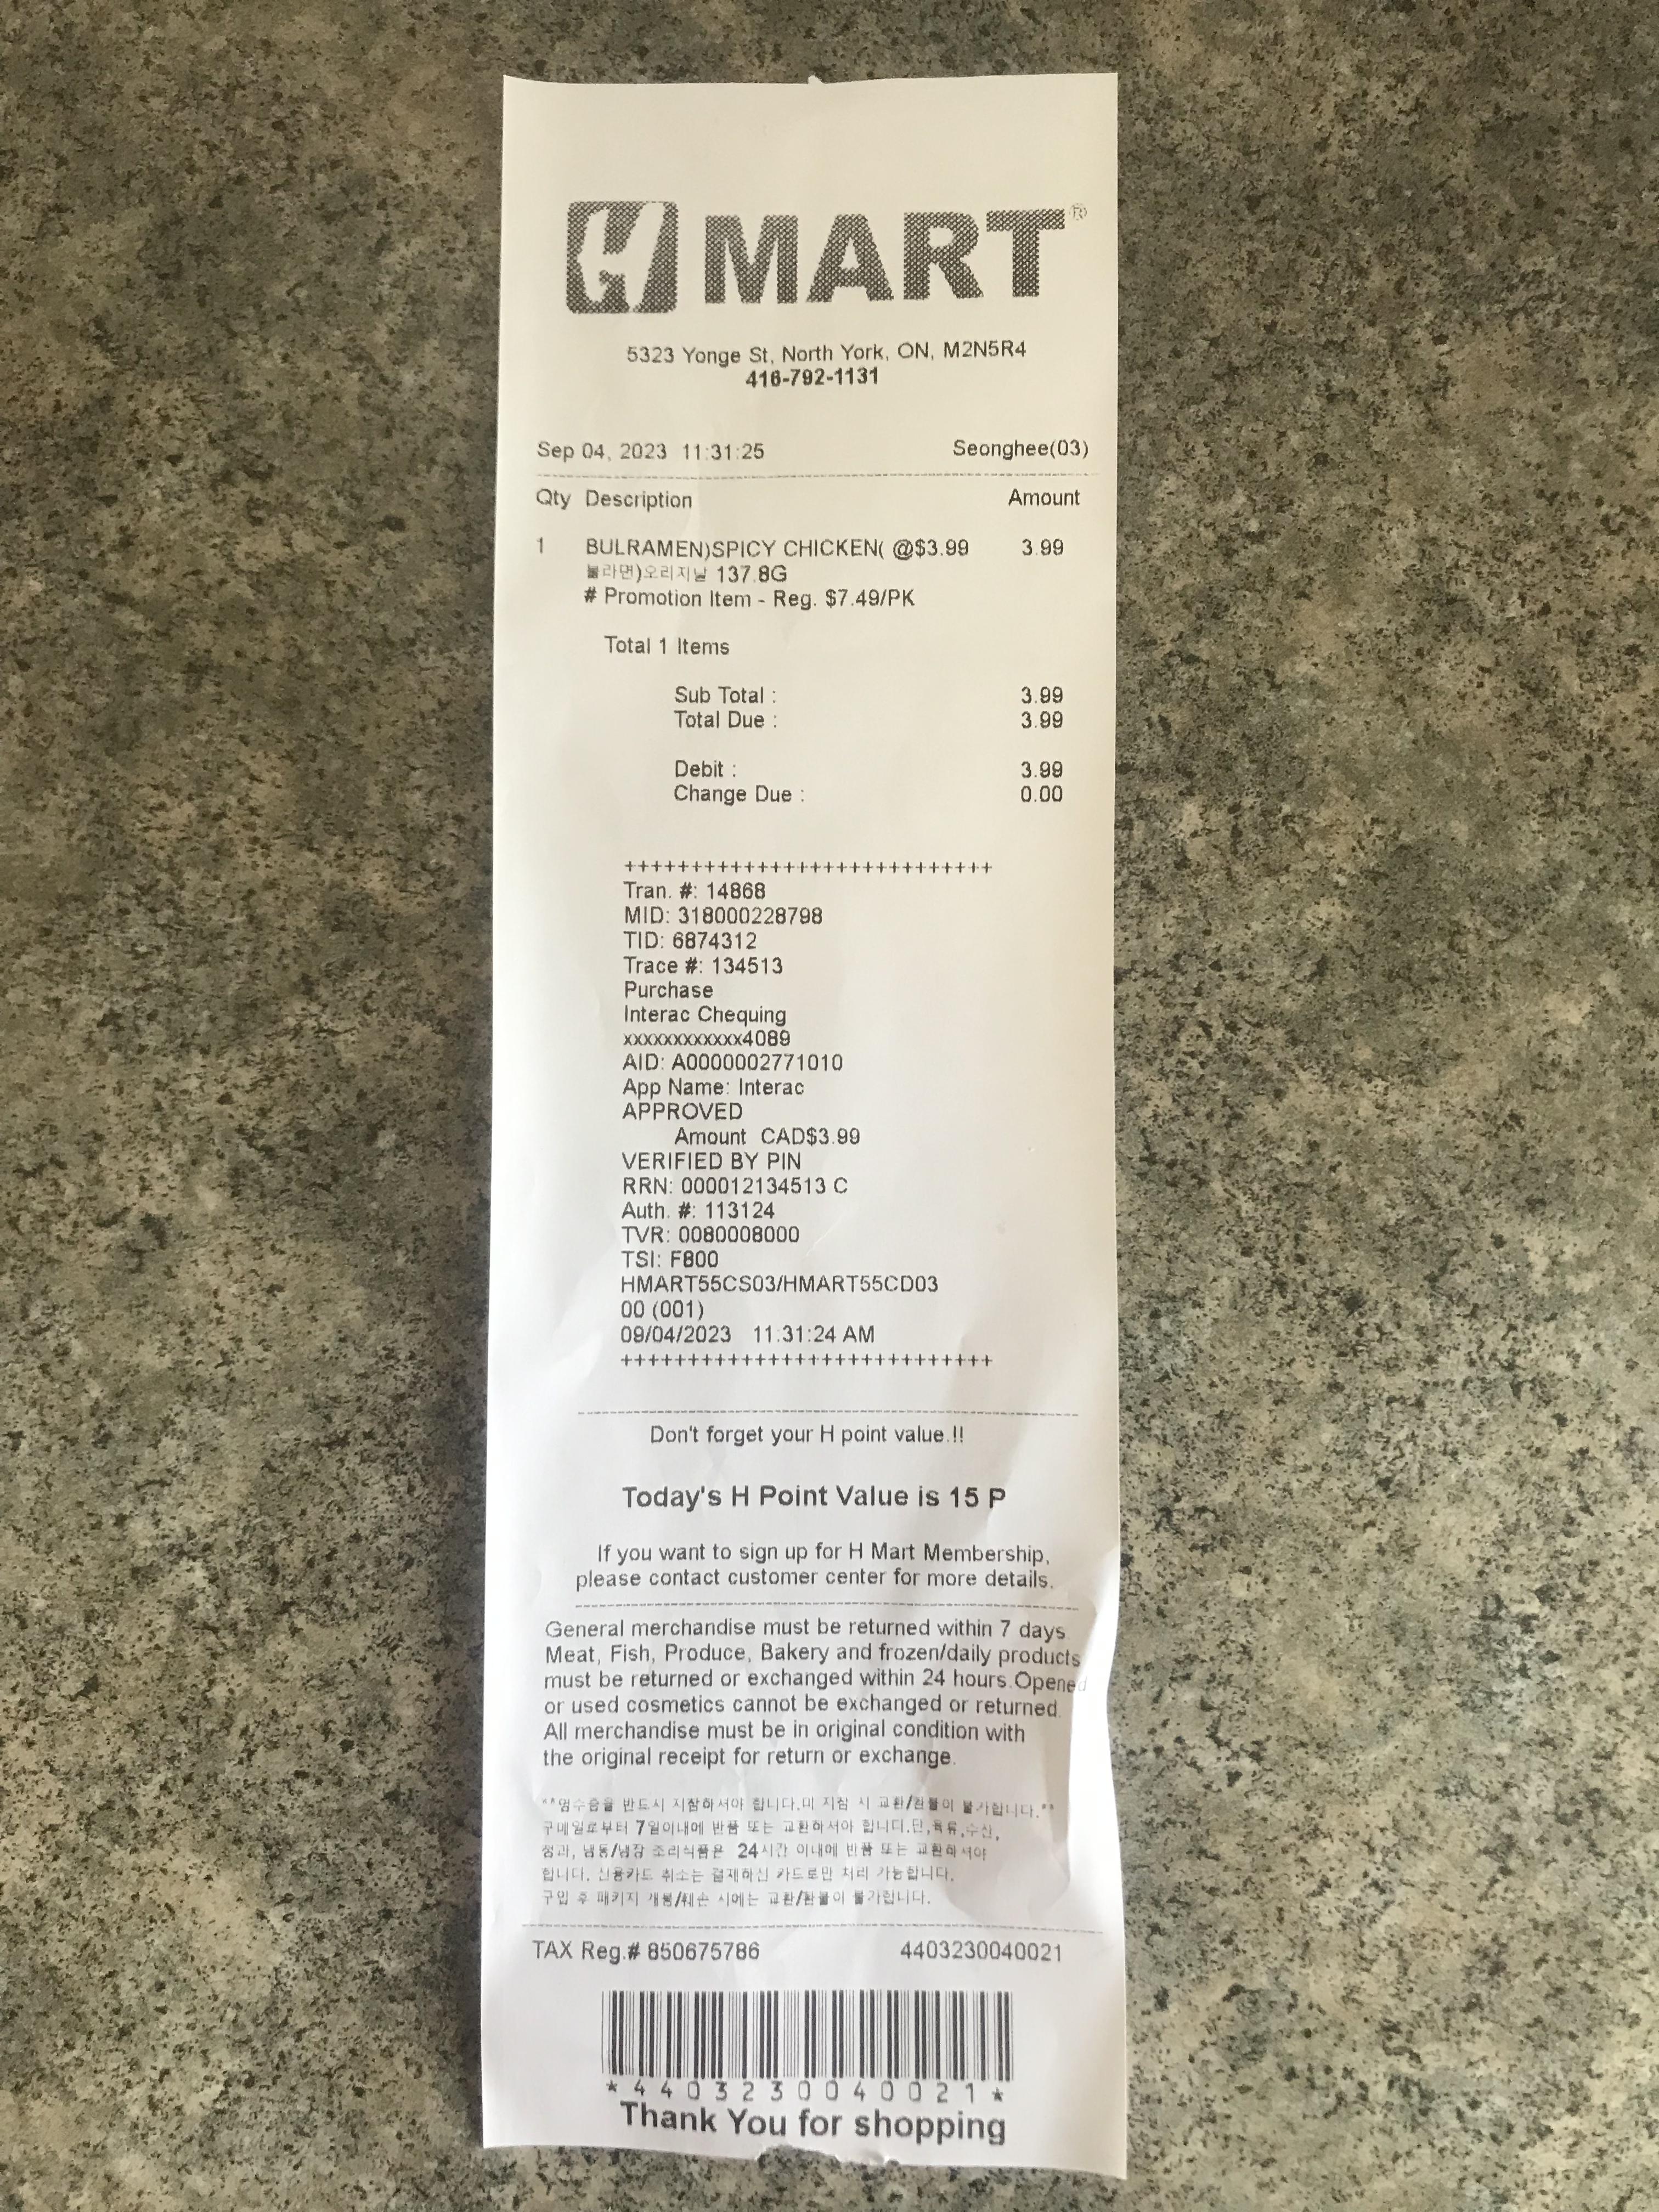 H MART®
5323 Yonge St, North York, ON, M2N5R4
416-792-1131
Sep 04, 2023 11:31:25 Seonghee(03)
Qty Description Amount
1 BULRAMEN)SPICY CHICKEN( @$3.99 3.99
불라면)오리지날 137.8G
# Promotion Item - Reg. $7.49/PK
Total 1 Items
Sub Total : 3.99
Total Due : 3.99
Debit : 3.99
Change Due : 0.00
++++++++++++++++++++++++++++
Tran. #: 14868
MID: 318000228798
TID: 6874312
Trace #: 134513
Purchase
Interac Chequing
xxxxxxxxxxxx4089
AID: A0000002771010
App Name: Interac
APPROVED
Amount CAD$3.99
VERIFIED BY PIN
RRN: 000012134513 C
Auth. #: 113124
TVR: 0080008000
TSI: F800
HMART55CS03/HMART55CD03
00 (001)
09/04/2023 11:31:24 AM
++++++++++++++++++++++++++++
Don't forget your H point value.!!
Today's H Point Value is 15 P
If you want to sign up for H Mart Membership,
please contact customer center for more details.
General merchandise must be returned within 7 days
Meat, Fish, Produce, Bakery and frozen/daily products
must be returned or exchanged within 24 hours.Opened
or used cosmetics cannot be exchanged or returned.
All merchandise must be in original condition with
the original receipt for return or exchange.
**영수증을 반드시 지참하셔야 합니다.미 지참 시 교환/환불이 불가합니다.**
구매일로부터 7일이내에 반품 또는 교환하셔야 합니다.단,육류,수산,
청과, 냉동/냉장 조리식품은 24시간 이내에 반품 또는 교환하셔야
합니다. 신용카드 취소는 결제하신 카드로만 처리 가능합니다.
구입 후 패키지 개봉/훼손 시에는 교환/환불이 불가합니다.
TAX Reg.# 850675786 4403230040021
*4403230040021*
Thank You for shopping